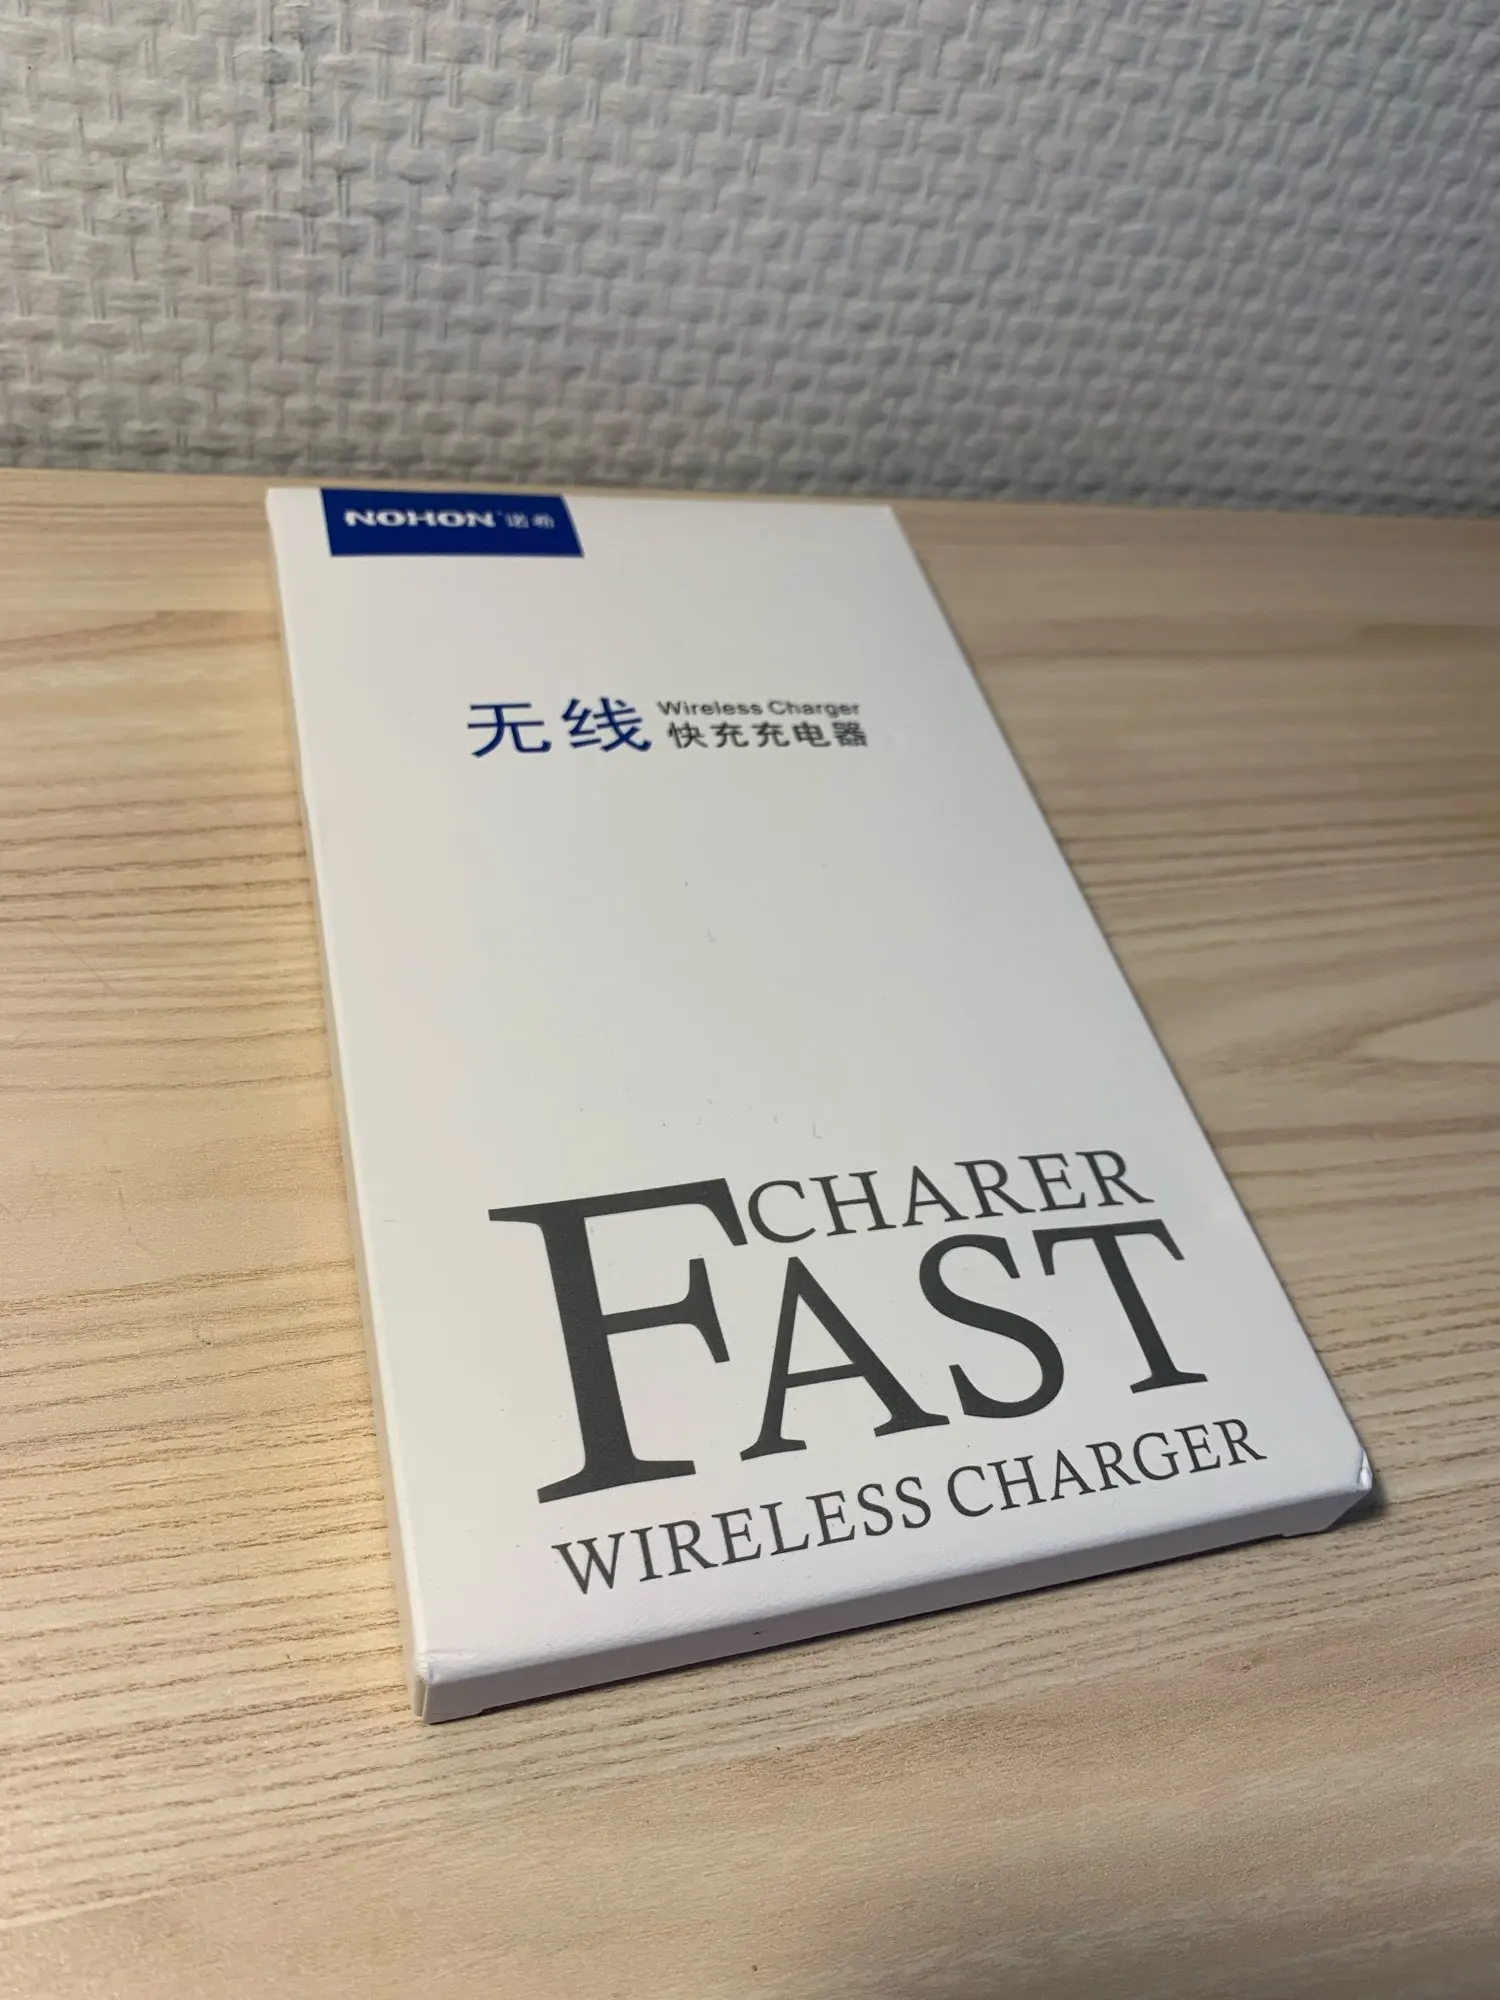 NOHON 诺希
无线
Wireless Charger
快充充电器
CHARER
FAST
WIRELESS CHARGER